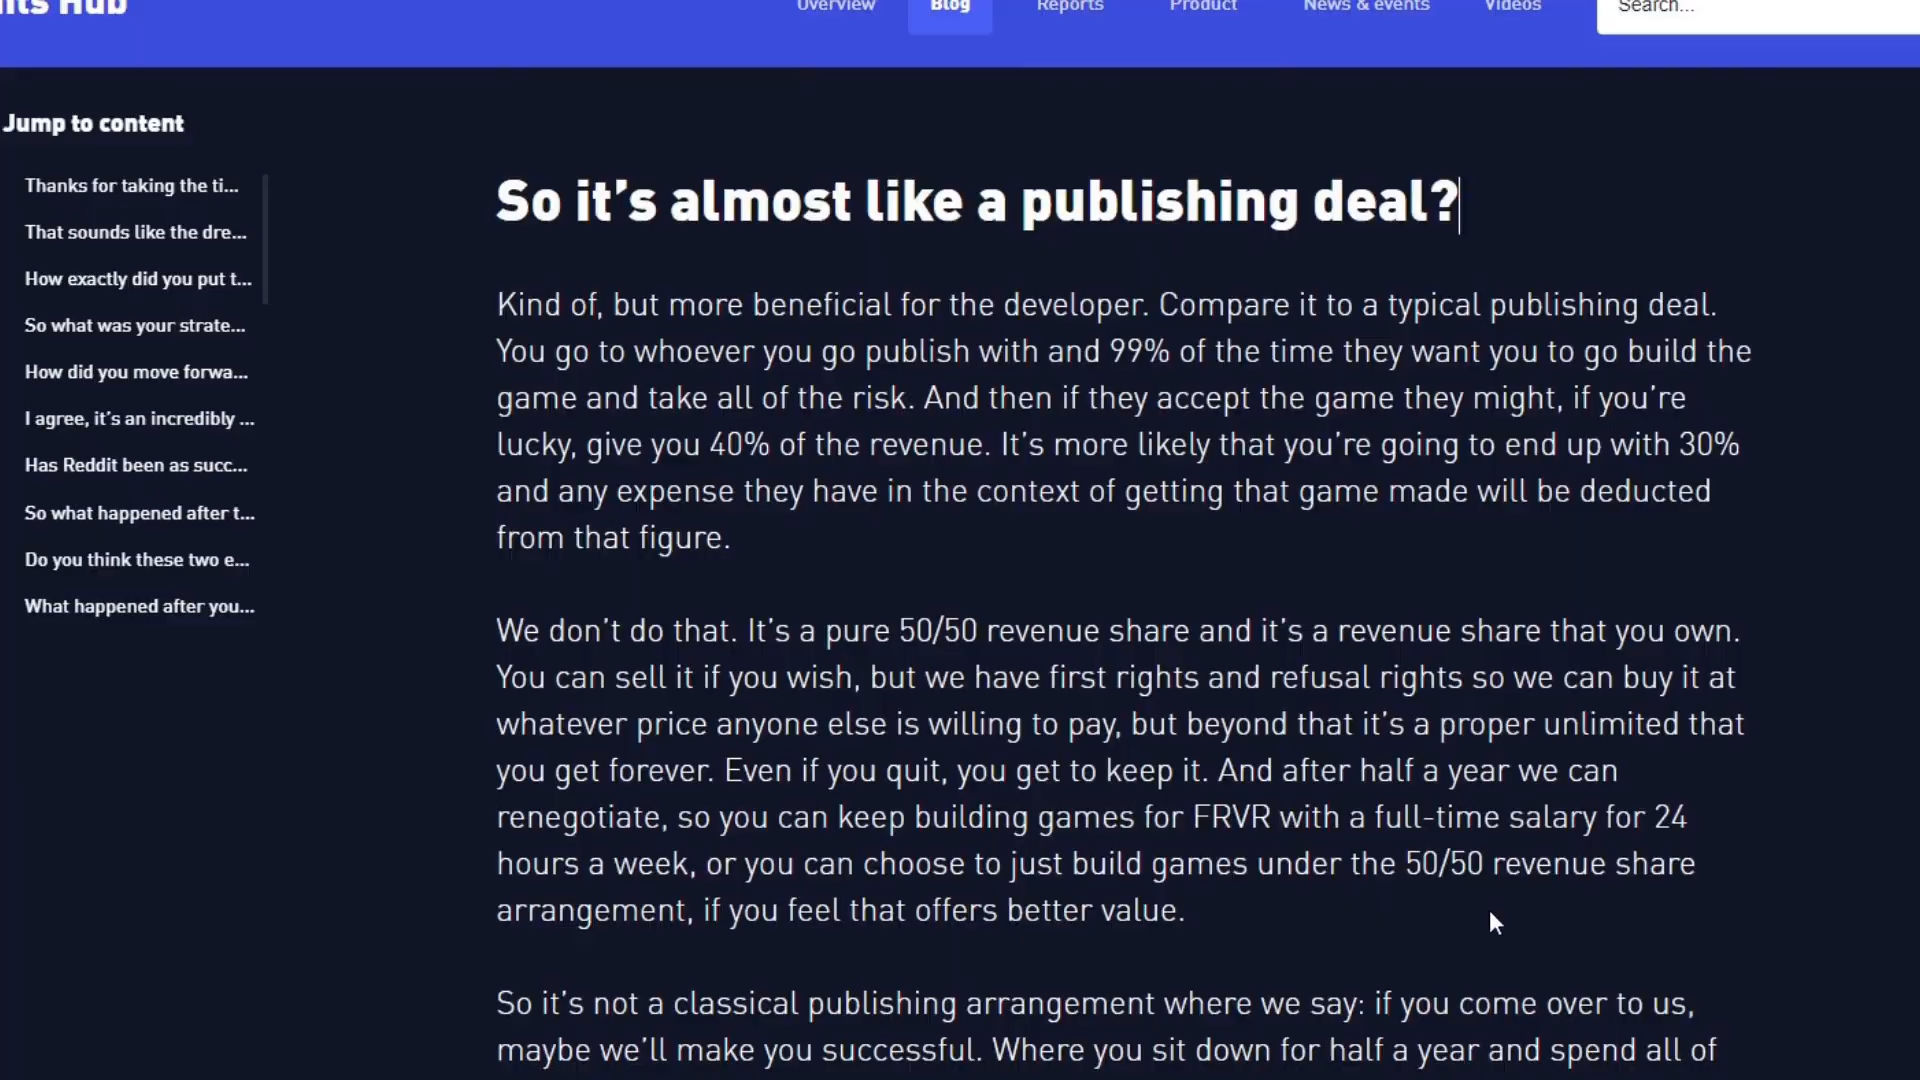 Hub
Overview
Blog
Reports
Product
News & events
Videos
Search...
Jump to content
Thanks for taking the ti...
That sounds like the dre...
How exactly did you put t...
So what was your strate...
How did you move forwa...
I agree, it's an incredibly ...
Has Reddit been as succ...
So what happened after t...
Do you think these two e...
What happened after you...
So it's almost like a publishing deal?
Kind of, but more beneficial for the developer. Compare it to a typical publishing deal.
You go to whoever you go publish with and 99% of the time they want you to go build the
game and take all of the risk. And then if they accept the game they might, if you're
lucky, give you 40% of the revenue. It's more likely that you're going to end up with 30%
and any expense they have in the context of getting that game made will be deducted
from that figure.
We don't do that. It's a pure 50/50 revenue share and it's a revenue share that you own.
You can sell it if you wish, but we have first rights and refusal rights so we can buy it at
whatever price anyone else is willing to pay, but beyond that it's a proper unlimited that
you get forever. Even if you quit, you get to keep it. And after half a year we can
renegotiate, so you can keep building games for FRVR with a full-time salary for 24
hours a week, or you can choose to just build games under the 50/50 revenue share
arrangement, if you feel that offers better value.
So it's not a classical publishing arrangement where we say: if you come over to us,
maybe we'll make you successful. Where you sit down for half a year and spend all of